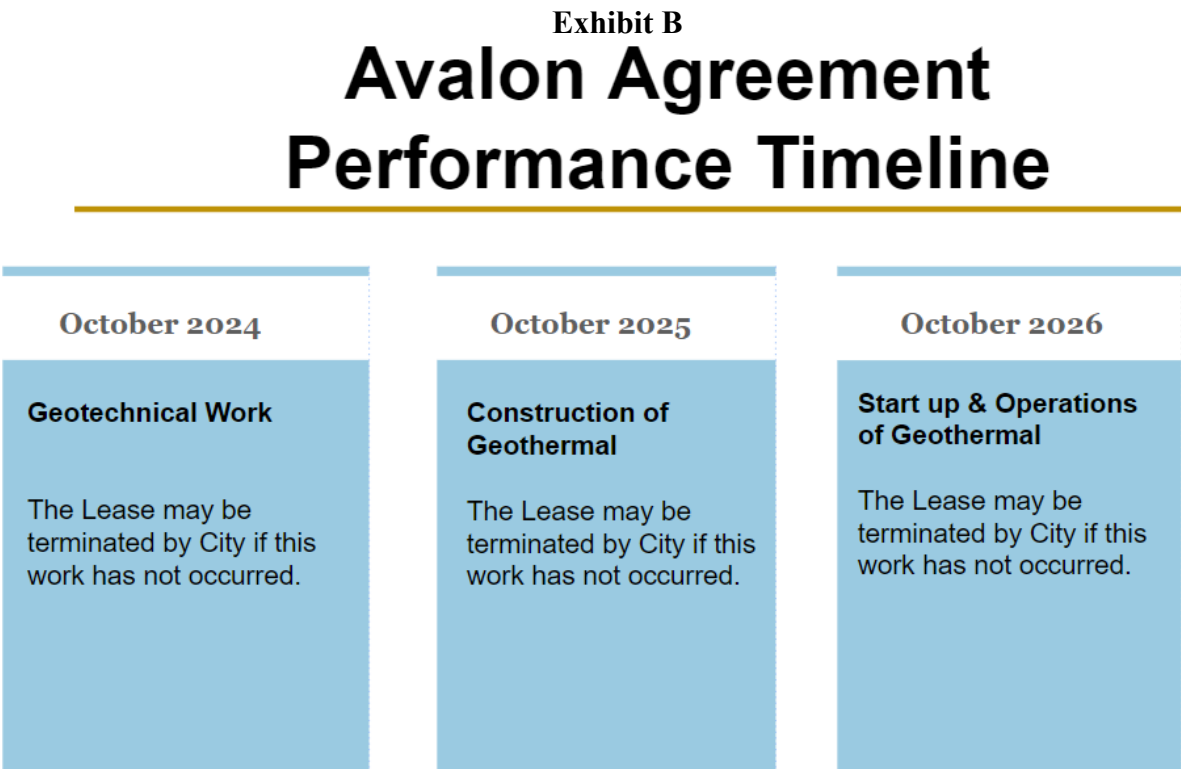 Exhibit B
Avalon Agreement
Performance Timeline
October 2024
Geotechnical Work
The Lease may be
terminated by City if this
work has not occurred.
October 2025
Construction of
Geothermal
The Lease may be
terminated by City if this
work has not occurred.
October 2026
Start up & Operations
of Geothermal
The Lease may be
terminated by City if this
work has not occurred.